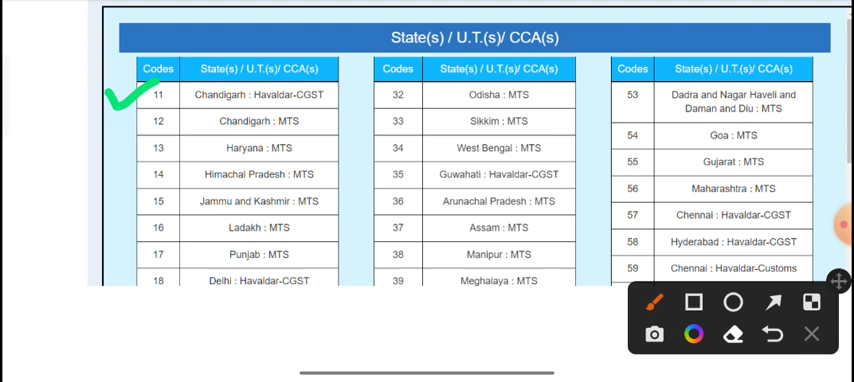 State(s) / U.T.(s)/ CCA(s)
Codes State(s) / U.T.(s)/ CCA(s)
11 Chandigarh : Havaldar-CGST
12 Chandigarh : MTS
13 Haryana : MTS
14 Himachal Pradesh : MTS
15 Jammu and Kashmir : MTS
16 Ladakh : MTS
17 Punjab : MTS
18 Delhi : Havaldar-CGST
Codes State(s) / U.T.(s)/ CCA(s)
32 Odisha : MTS
33 Sikkim : MTS
34 West Bengal : MTS
35 Guwahati : Havaldar-CGST
36 Arunachal Pradesh : MTS
37 Assam : MTS
38 Manipur : MTS
39 Meghalaya : MTS
Codes State(s) / U.T.(s)/ CCA(s)
53 Dadra and Nagar Haveli and
Daman and Diu : MTS
54 Goa : MTS
55 Gujarat : MTS
56 Maharashtra : MTS
57 Chennai : Havaldar-CGST
58 Hyderabad : Havaldar-CGST
59 Chennai : Havaldar-Customs